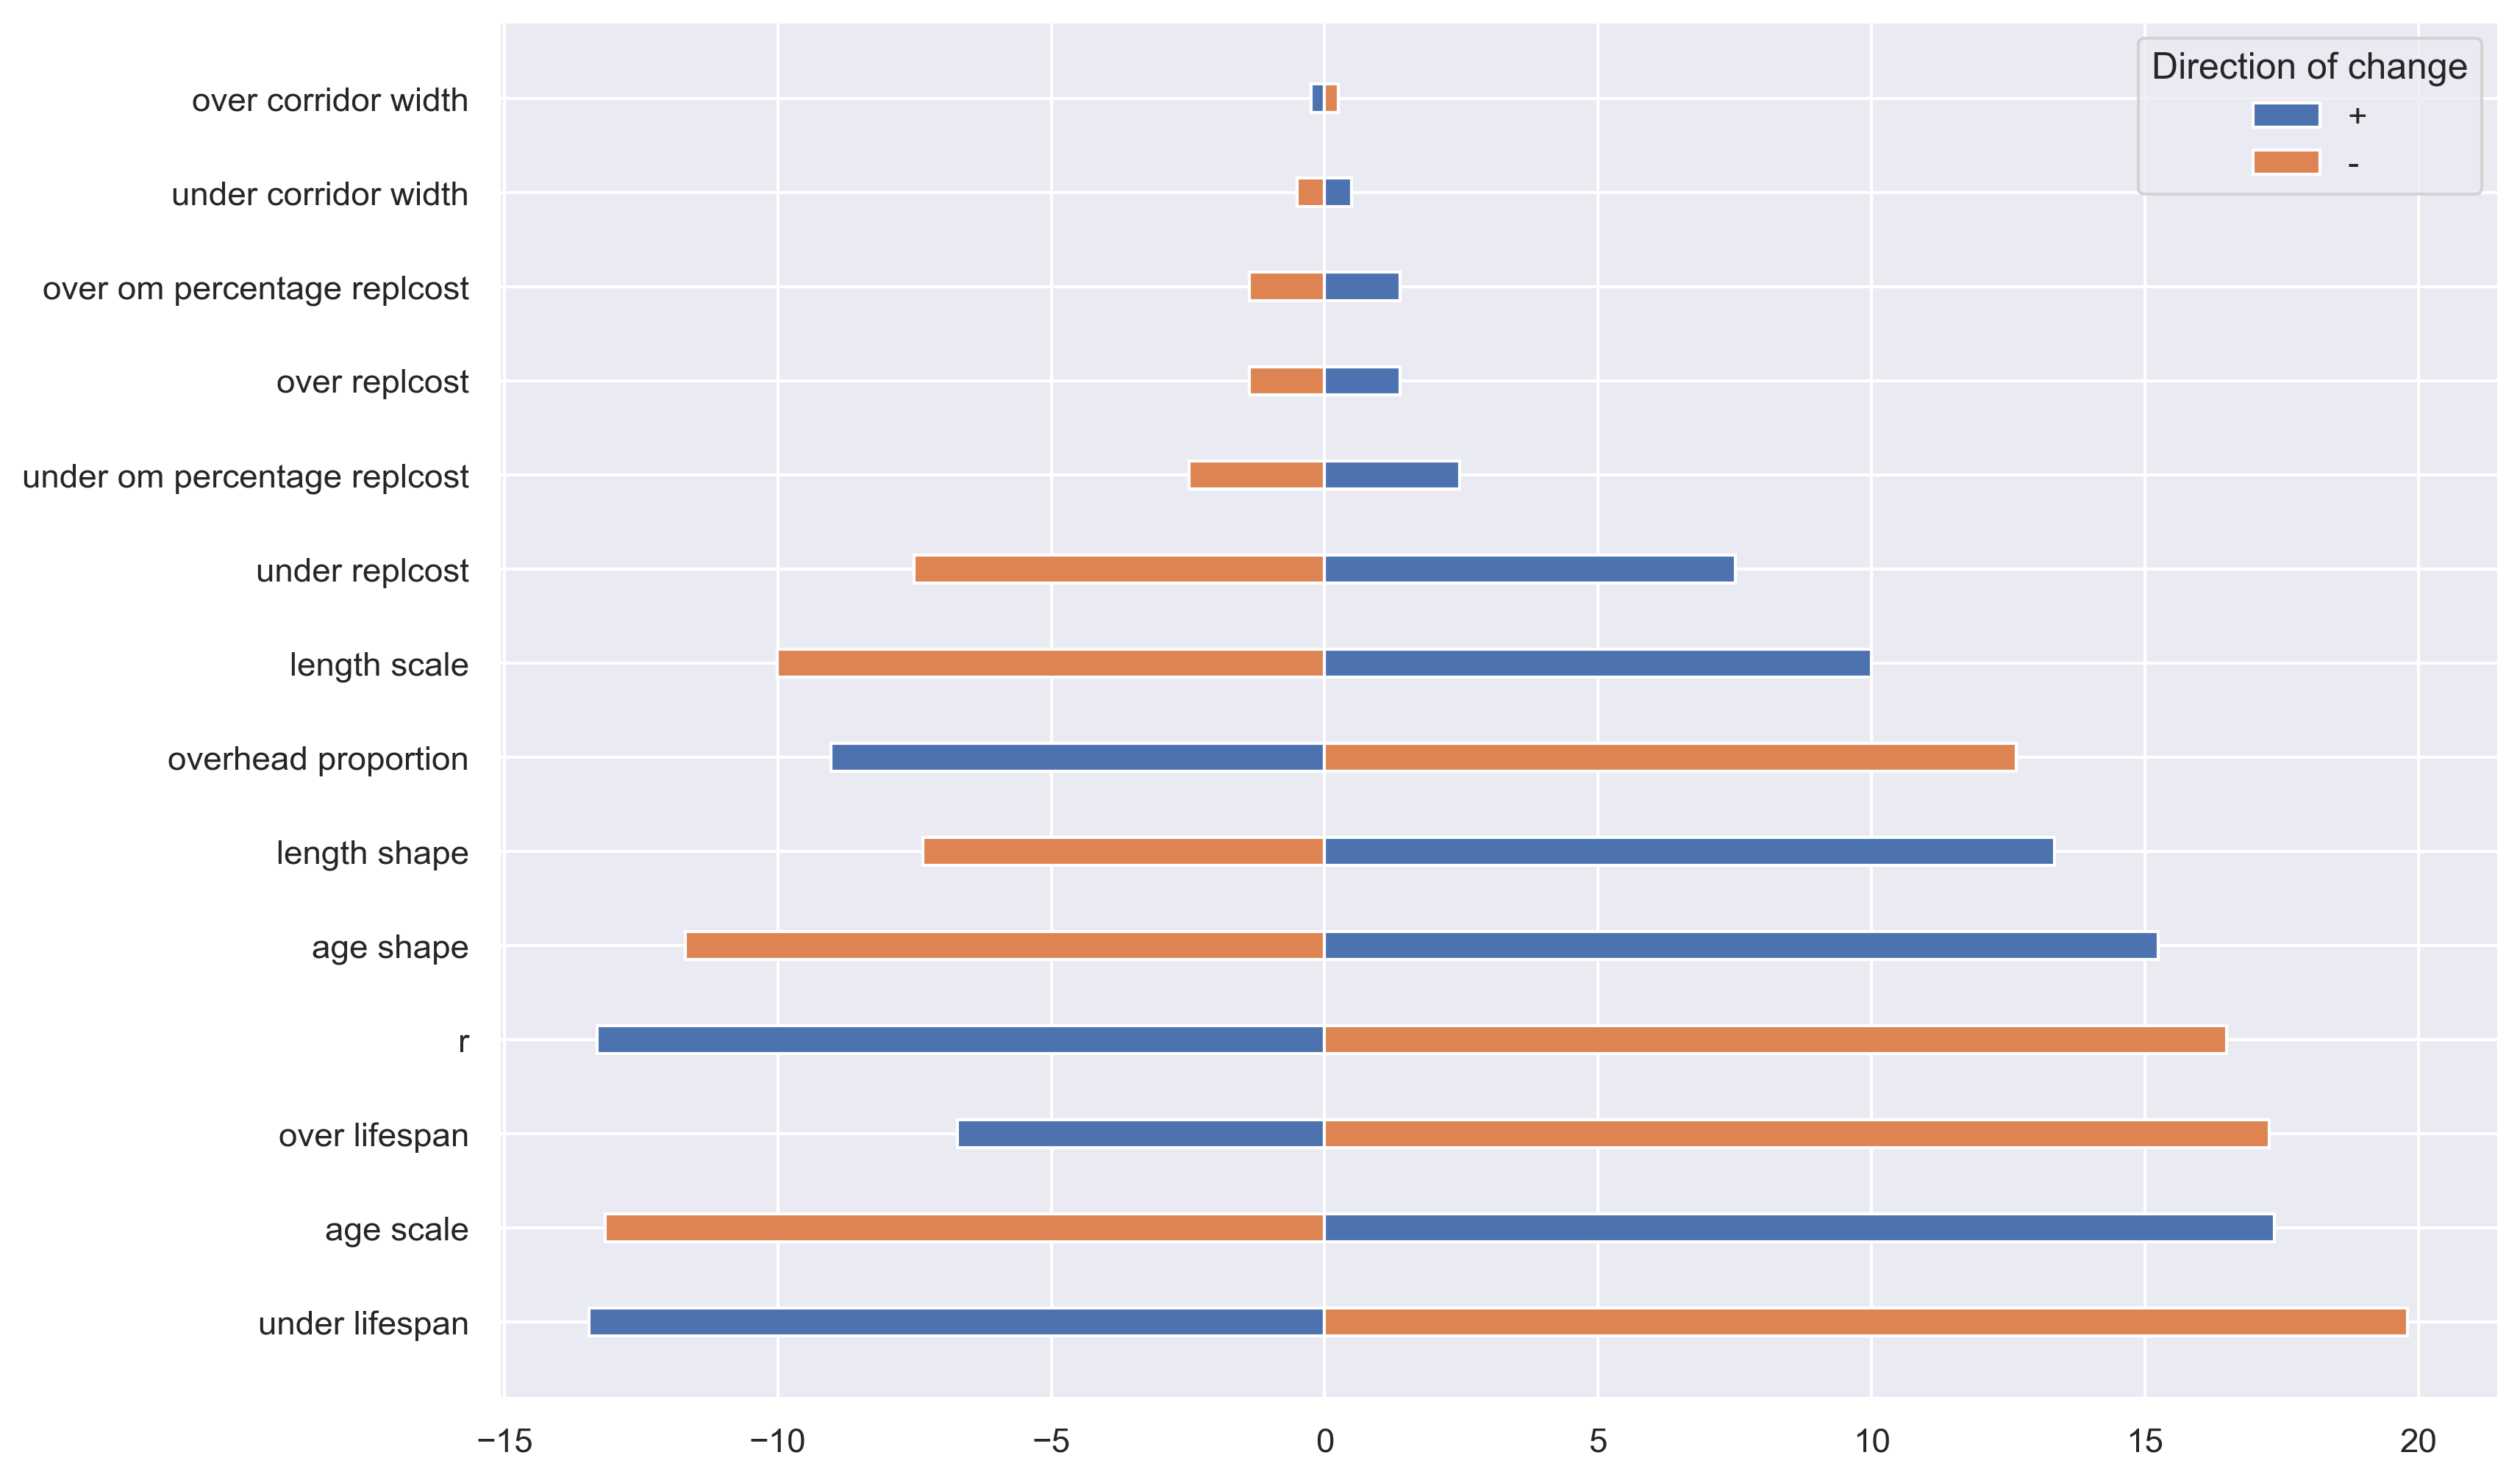 Direction of change
+
-
over corridor width
under corridor width
over om percentage replcost
over replcost
under om percentage replcost
under replcost
length scale
overhead proportion
length shape
age shape
r
over lifespan
age scale
under lifespan
−15 −10 −5 0 5 10 15 20